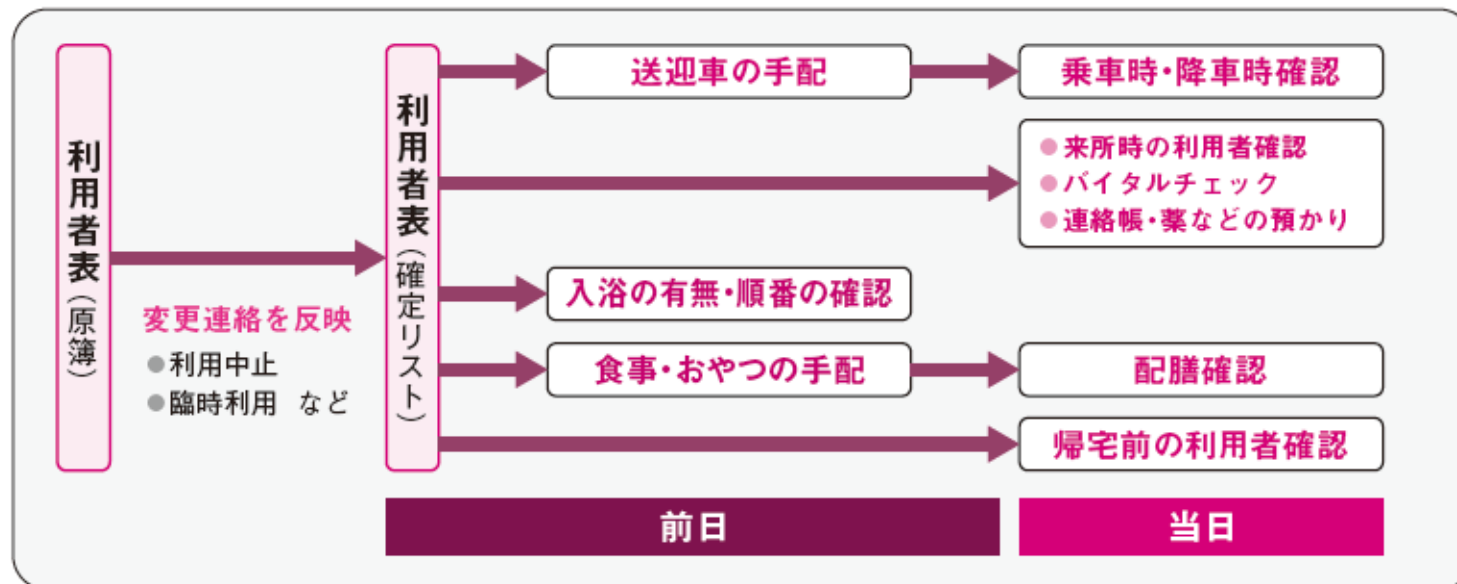 利用者表(原簿)
変更連絡を反映
●利用中止
●臨時利用 など
利用者表(確定リスト)
送迎車の手配
乗車時・降車時確認
●来所時の利用者確認
●バイタルチェック
●連絡帳・薬などの預かり
入浴の有無・順番の確認
食事・おやつの手配
配膳確認
帰宅前の利用者確認
前日
当日